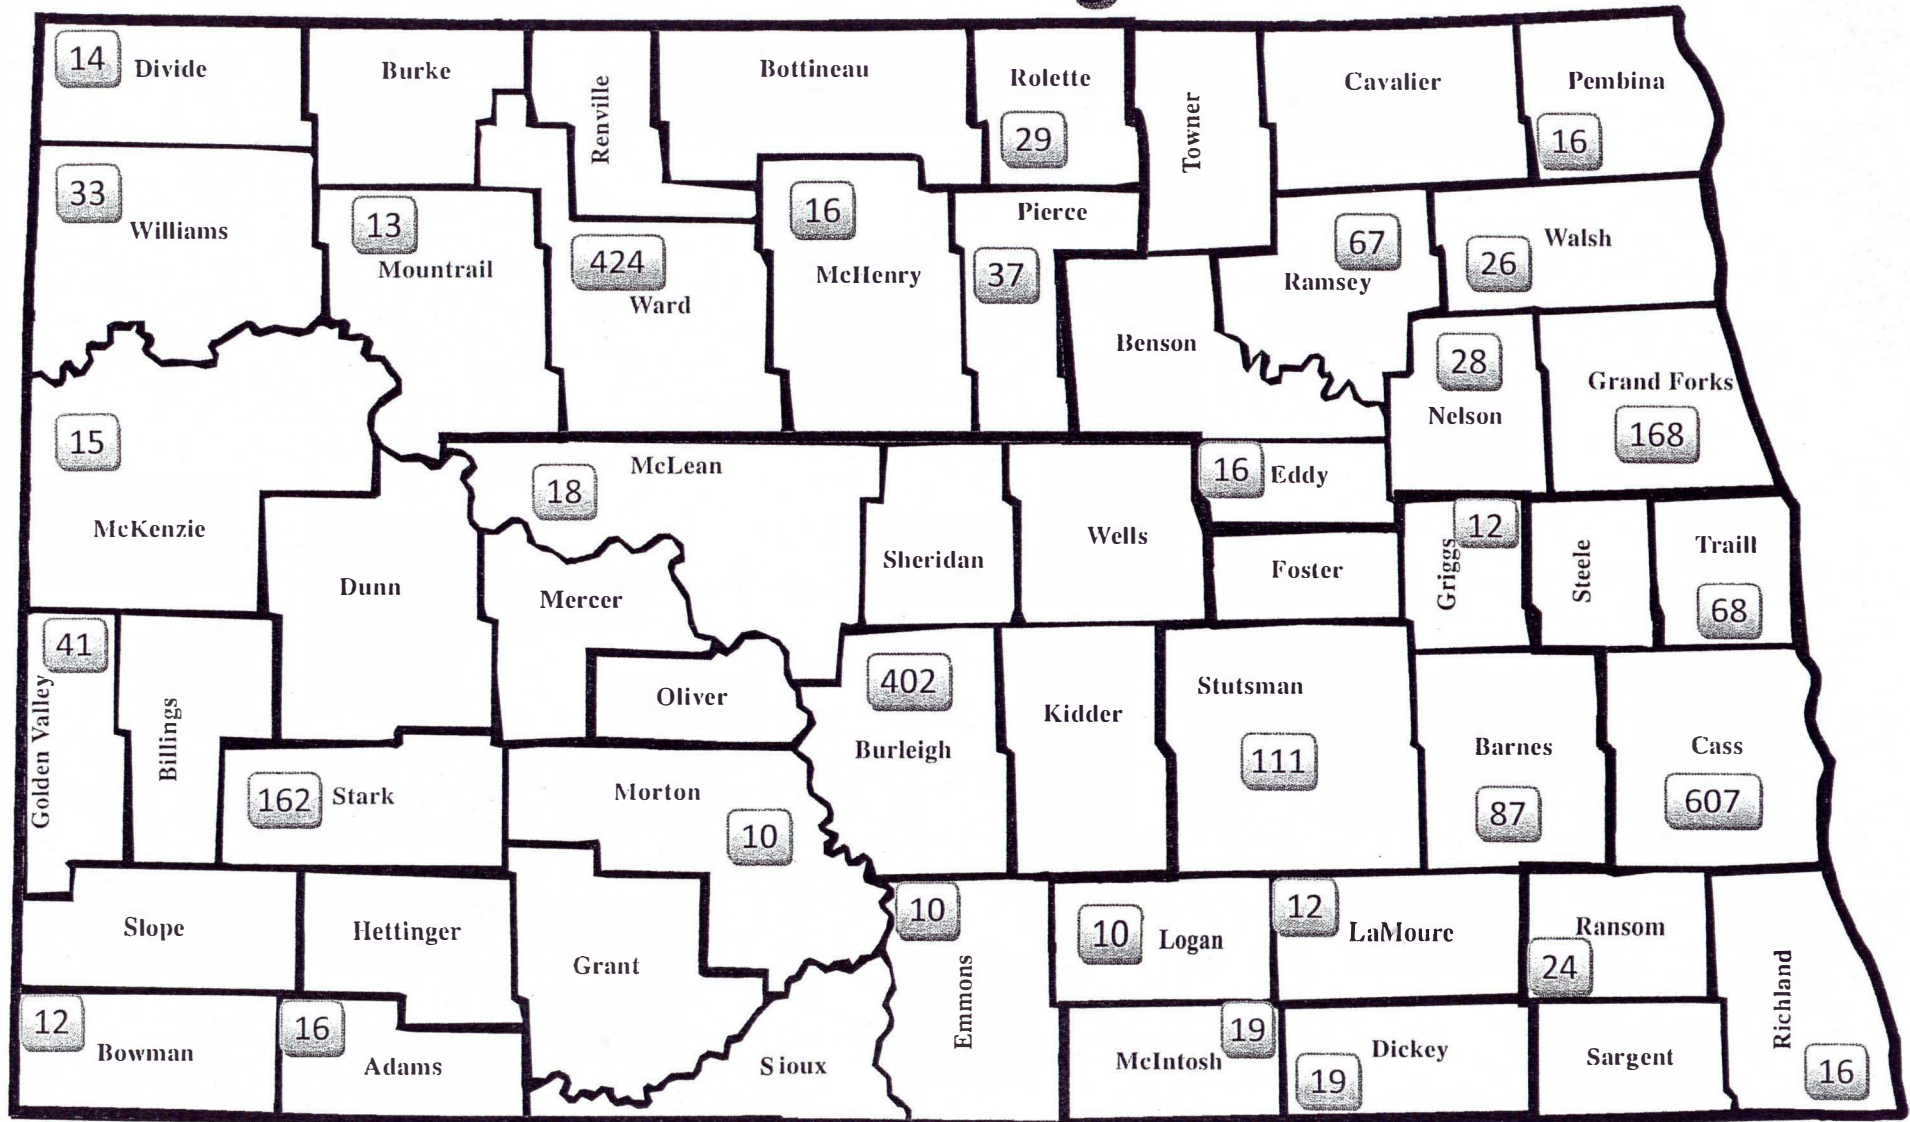 14 Divide
Burke
Renville
Bottineau
Rolette
29
Towner
Cavalier
Pembina
16
33
Williams
13
Mountrail
424
Ward
16
McHenry
Pierce
37
Benson
67
Ramsey
Walsh
26
28
Nelson
Grand Forks
168
15
McKenzie
18
McLean
Sheridan
Wells
16 Eddy
Foster
12
Griggs
Steele
Traill
68
Dunn
Mercer
Oliver
41
Golden Valley
Billings
162 Stark
Morton
10
402
Burleigh
Kidder
Stutsman
111
Barnes
87
Cass
607
Slope
Hettinger
Grant
10
Emmons
10 Logan
12
LaMoure
Ransom
24
Richland
16
12
Bowman
16
Adams
Sioux
19
McIntosh
Dickey
19
Sargent